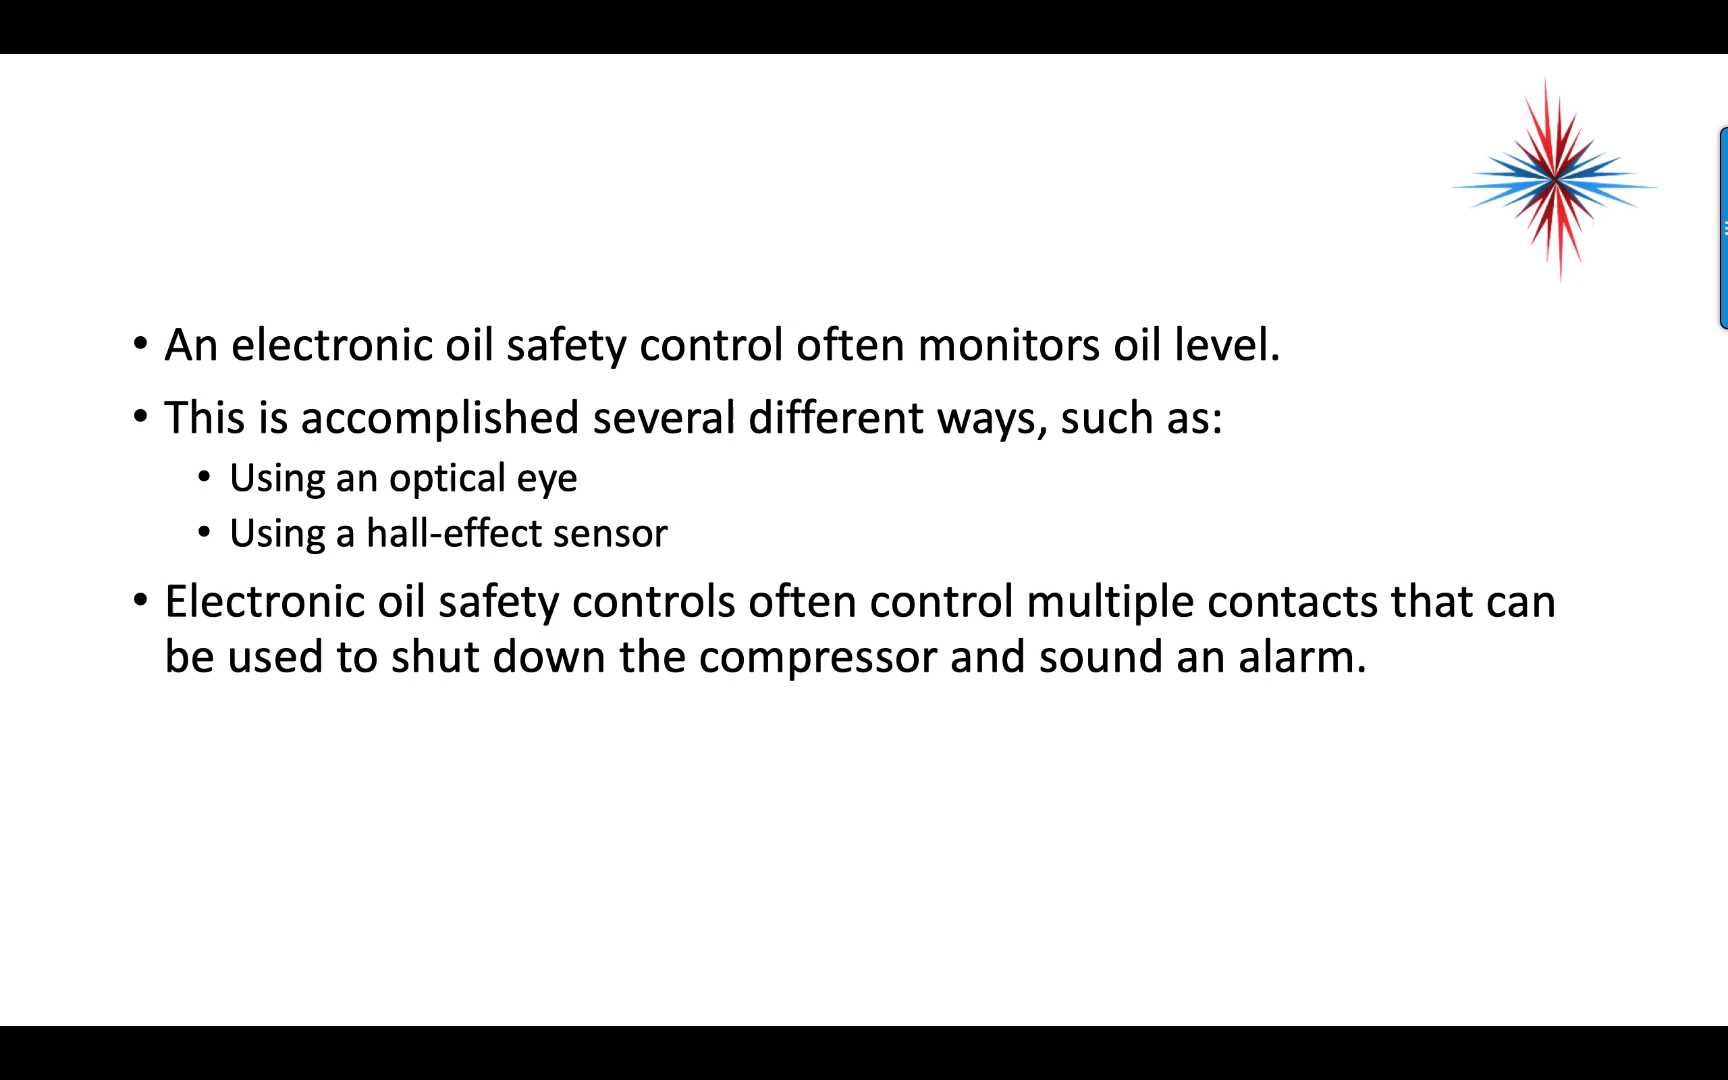 • An electronic oil safety control often monitors oil level.
• This is accomplished several different ways, such as:
• Using an optical eye
• Using a hall-effect sensor
• Electronic oil safety controls often control multiple contacts that can
be used to shut down the compressor and sound an alarm.